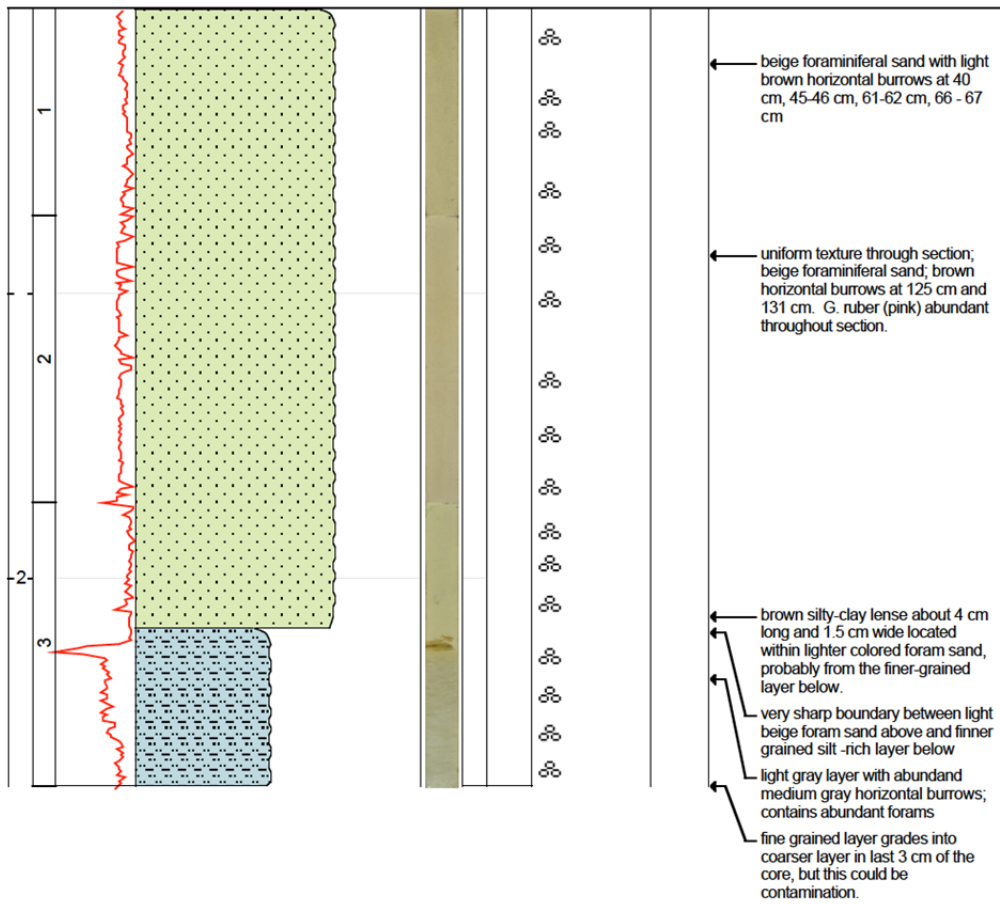 1
beige foraminiferal sand with light
brown horizontal burrows at 40
cm, 45-46 cm, 61-62 cm, 66 - 67
cm
uniform texture through section;
beige foraminiferal sand; brown
horizontal burrows at 125 cm and
131 cm. G. ruber (pink) abundant
throughout section.
2
-2-
3
brown silty-clay lense about 4 cm
long and 1.5 cm wide located
within lighter colored foram sand,
probably from the finer-grained
layer below.
very sharp boundary between light
beige foram sand above and finner
grained silt -rich layer below
light gray layer with abundand
medium gray horizontal burrows;
contains abundant forams
fine grained layer grades into
coarser layer in last 3 cm of the
core, but this could be
contamination.